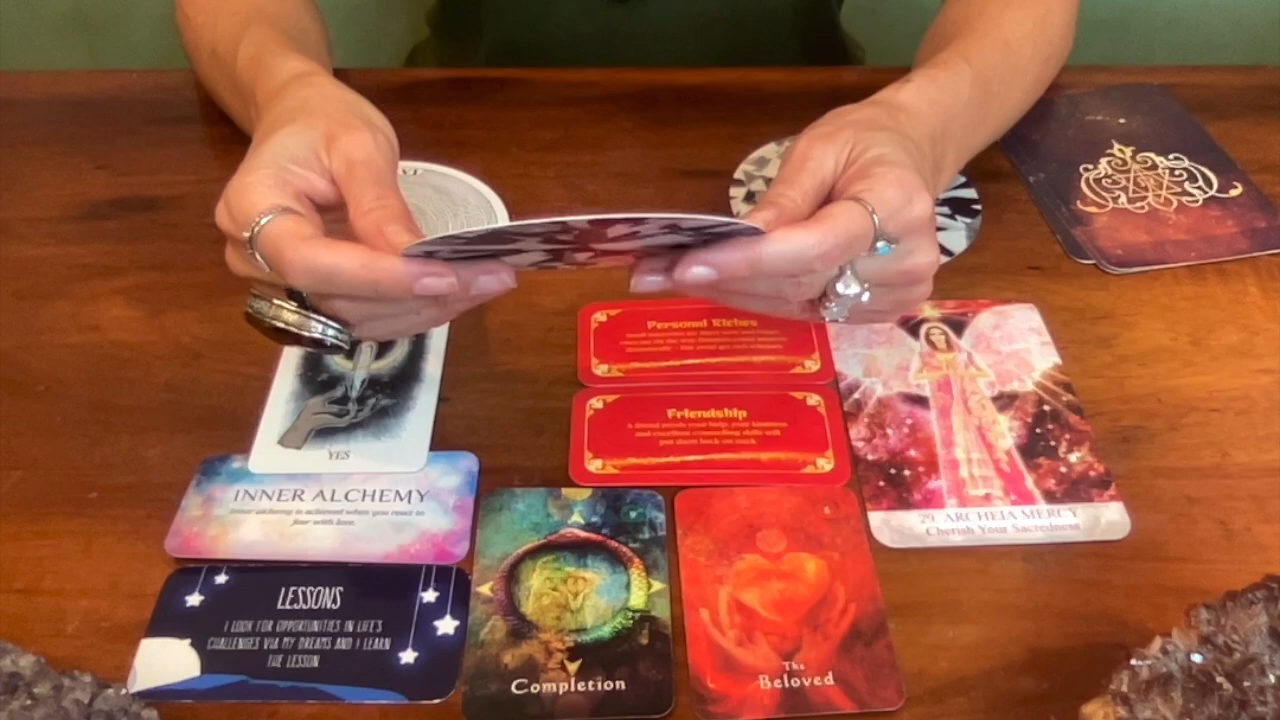 YES
INNER ALCHEMY
Inner alchemy is achieved when you react to
fear with love.
LESSONS
I LOOK FOR OPPORTUNITIES IN LIFE'S
CHALLENGES VIA MY DREAMS AND I LEARN
THE LESSON.
Completion
Personal Riches
Friendship
A friend needs your help, your kindness
and excellent counselling skills will
put them back on track.
The
Beloved
29. ARCHEIA MERCY
Cherish Your Sacredness